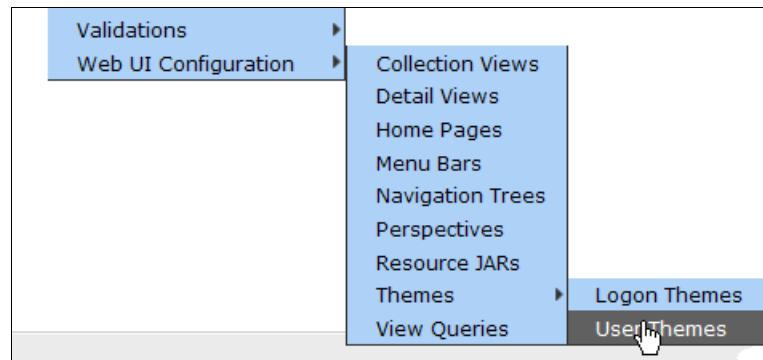 Validations
Web UI Configuration
Collection Views
Detail Views
Home Pages
Menu Bars
Navigation Trees
Perspectives
Resource JARs
Themes
View Queries
Logon Themes
User Themes